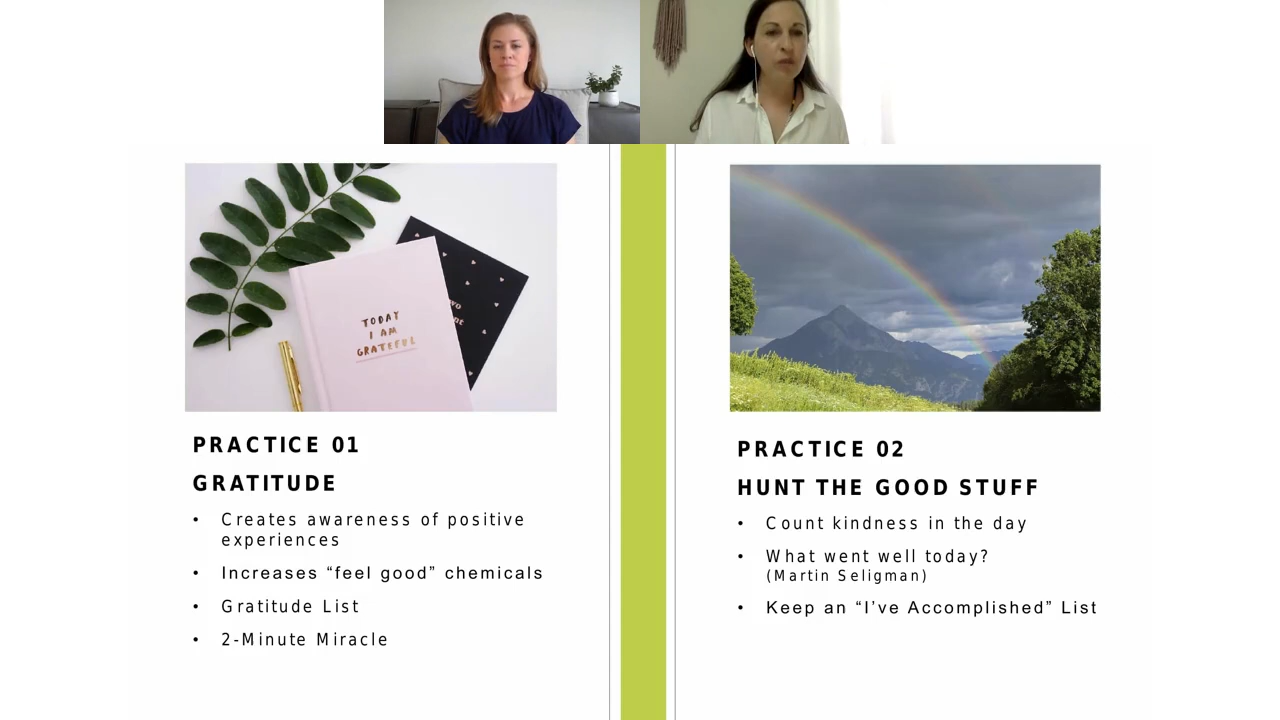 TODAY
I AM
GRATEFUL
PRACTICE 01
GRATITUDE
• Creates awareness of positive
experiences
• Increases “feel good” chemicals
• Gratitude List
• 2-Minute Miracle
PRACTICE 02
HUNT THE GOOD STUFF
• Count kindness in the day
• What went well today?
(Martin Seligman)
• Keep an “I’ve Accomplished” List